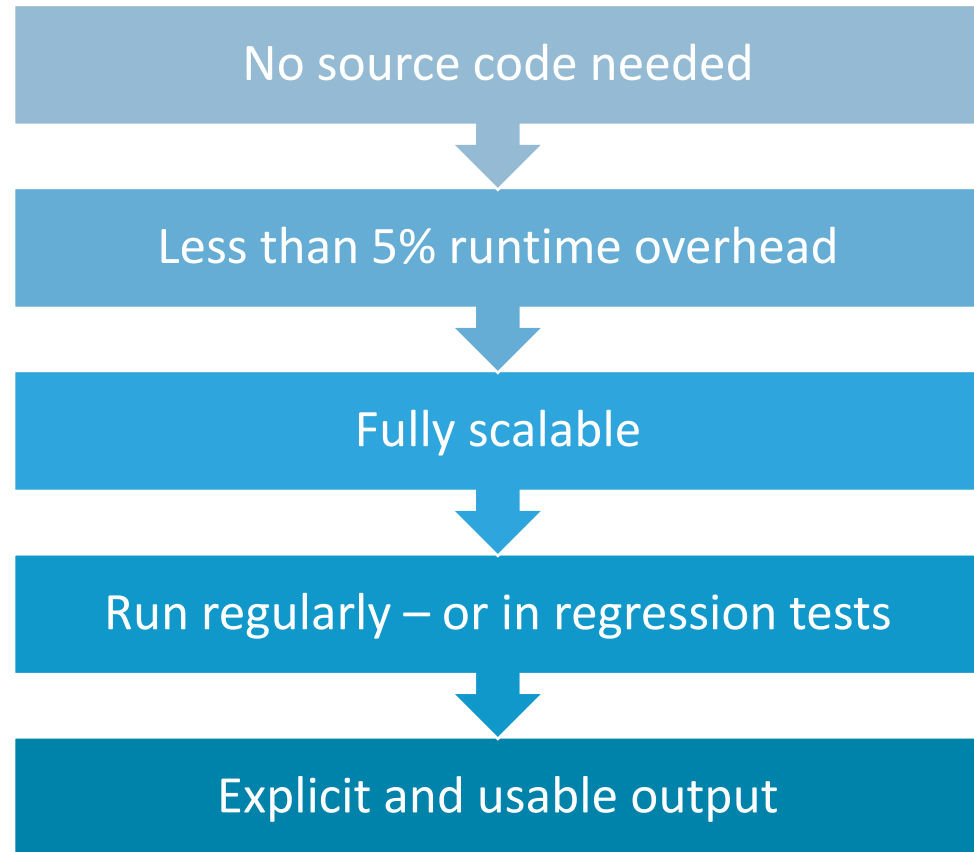 No source code needed
Less than 5% runtime overhead
Fully scalable
Run regularly – or in regression tests
Explicit and usable output